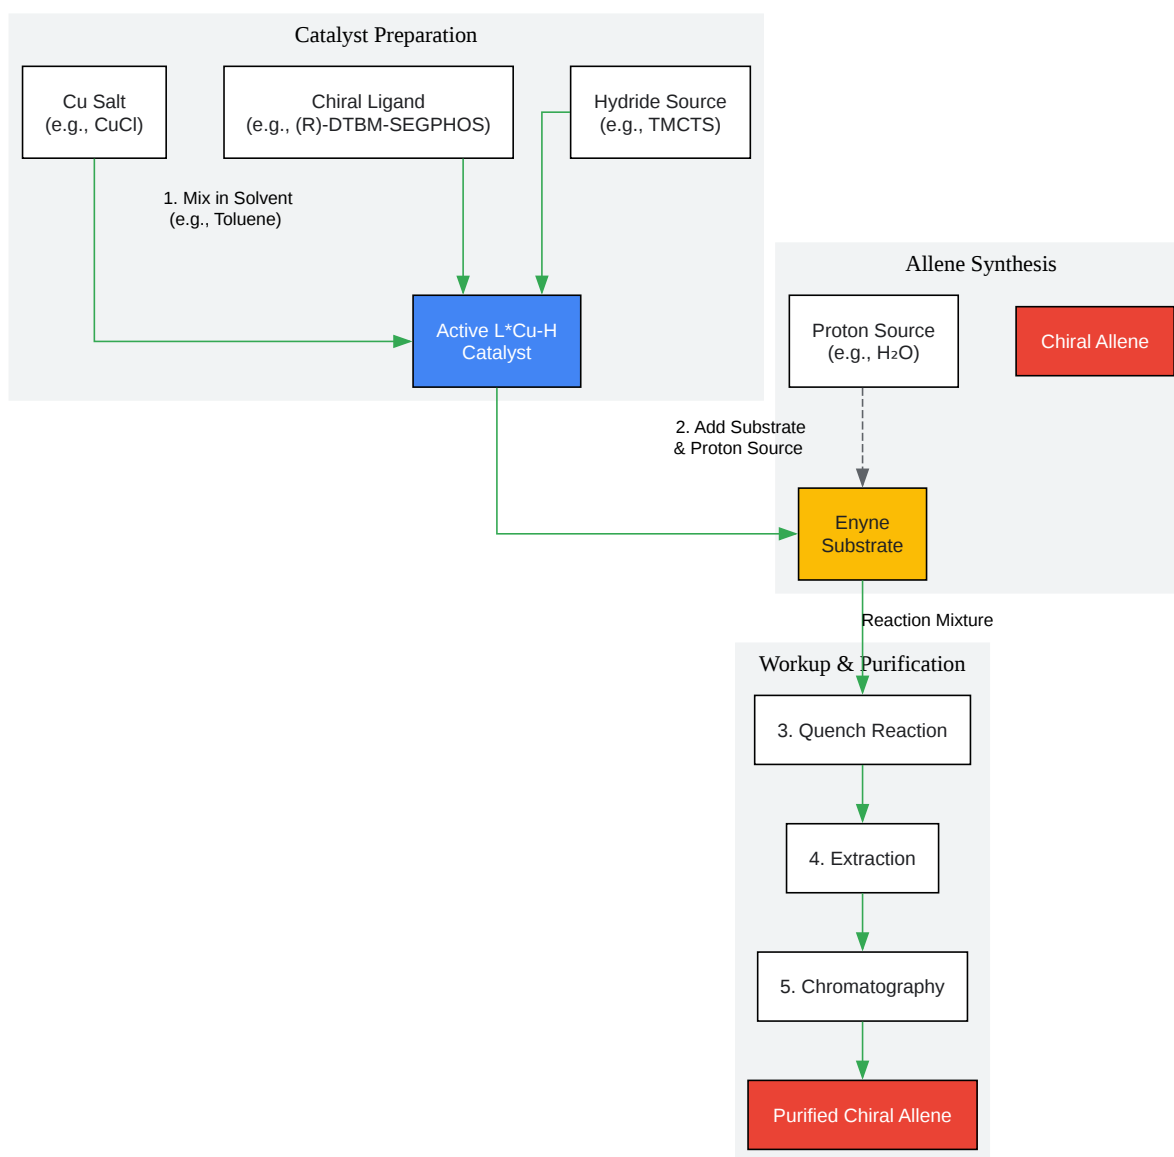 Catalyst Preparation
Cu Salt
(e.g., CuCl)
Chiral Ligand
(e.g., (R)-DTBM-SEGPHOS)
Hydride Source
(e.g., TMCTS)
1. Mix in Solvent
(e.g., Toluene)
Active L*Cu-H
Catalyst
Allene Synthesis
Proton Source
(e.g., H₂O)
Chiral Allene
2. Add Substrate
& Proton Source
Enyne
Substrate
Reaction Mixture
Workup & Purification
3. Quench Reaction
4. Extraction
5. Chromatography
Purified Chiral Allene